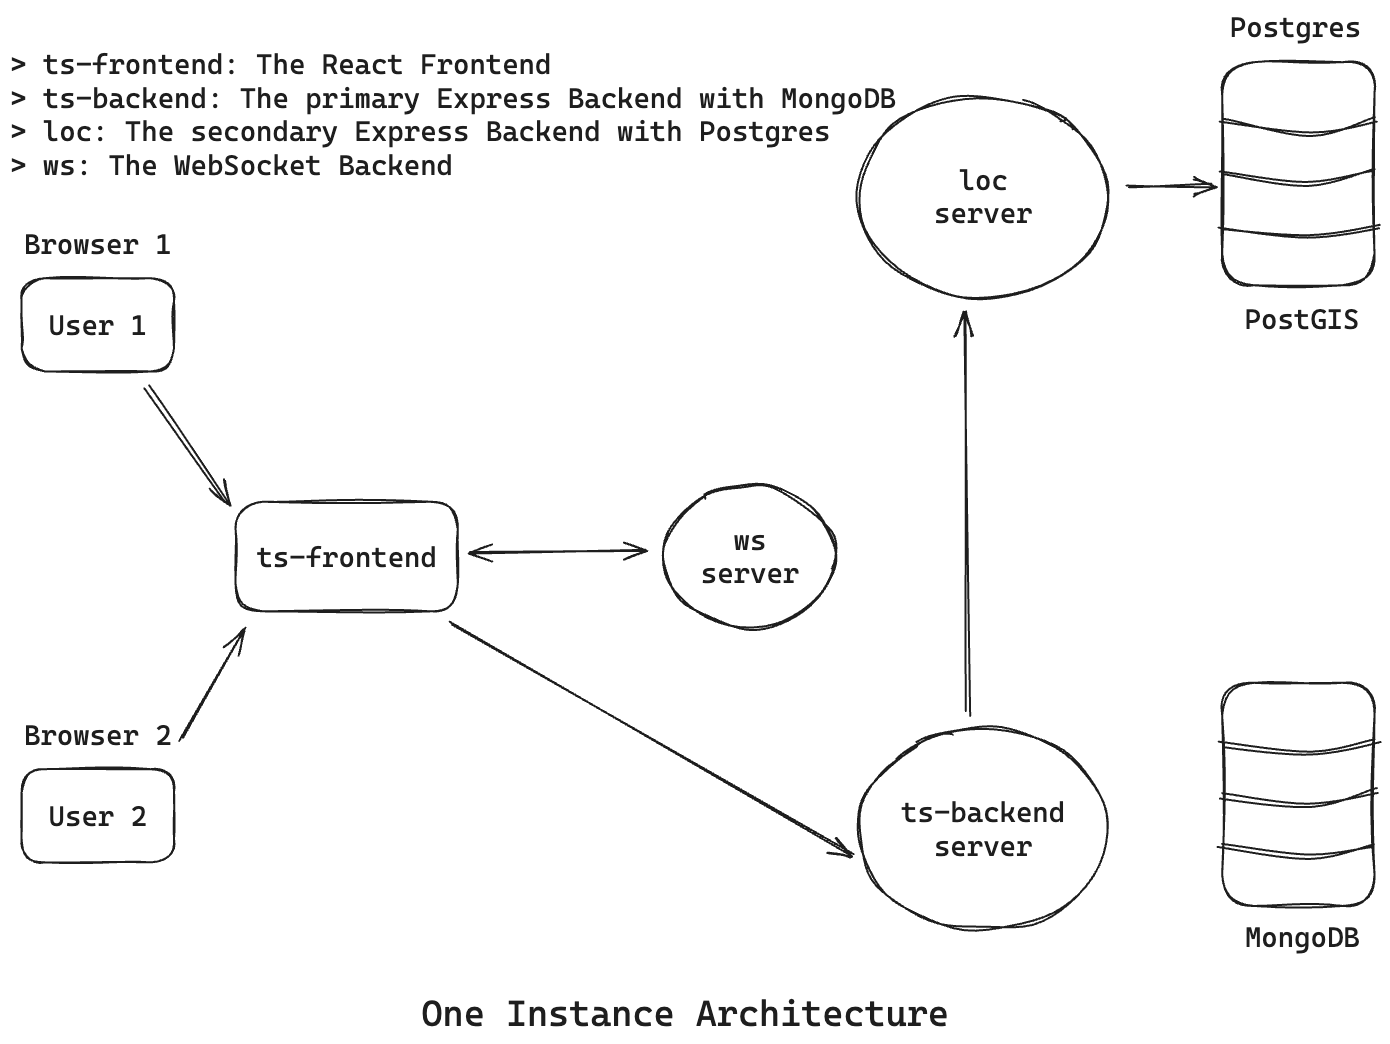 > ts-frontend: The React Frontend
> ts-backend: The primary Express Backend with MongoDB
> loc: The secondary Express Backend with Postgres
> ws: The WebSocket Backend
Postgres
loc
server
PostGIS
Browser 1
User 1
ts-frontend
ws
server
Browser 2
User 2
ts-backend
server
MongoDB
One Instance Architecture